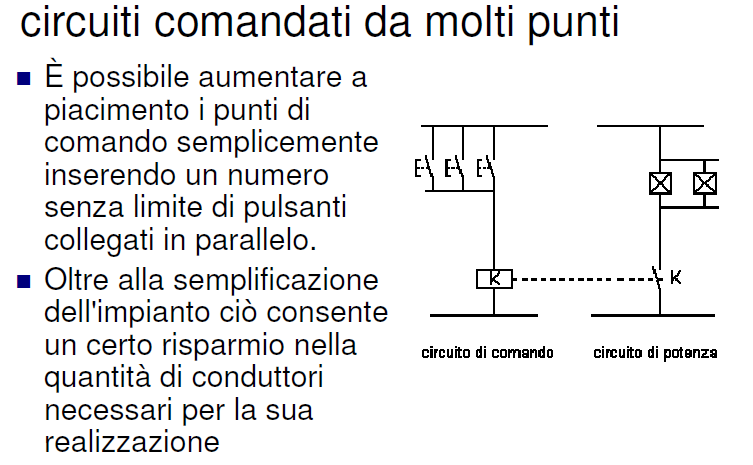 circuiti comandati da molti punti
È possibile aumentare a
piacimento i punti di
comando semplicemente
inserendo un numero
senza limite di pulsanti
collegati in parallelo.
Oltre alla semplificazione
dell'impianto ciò consente
un certo risparmio nella
quantità di conduttori
necessari per la sua
realizzazione
K
K
circuito di comando
circuito di potenza